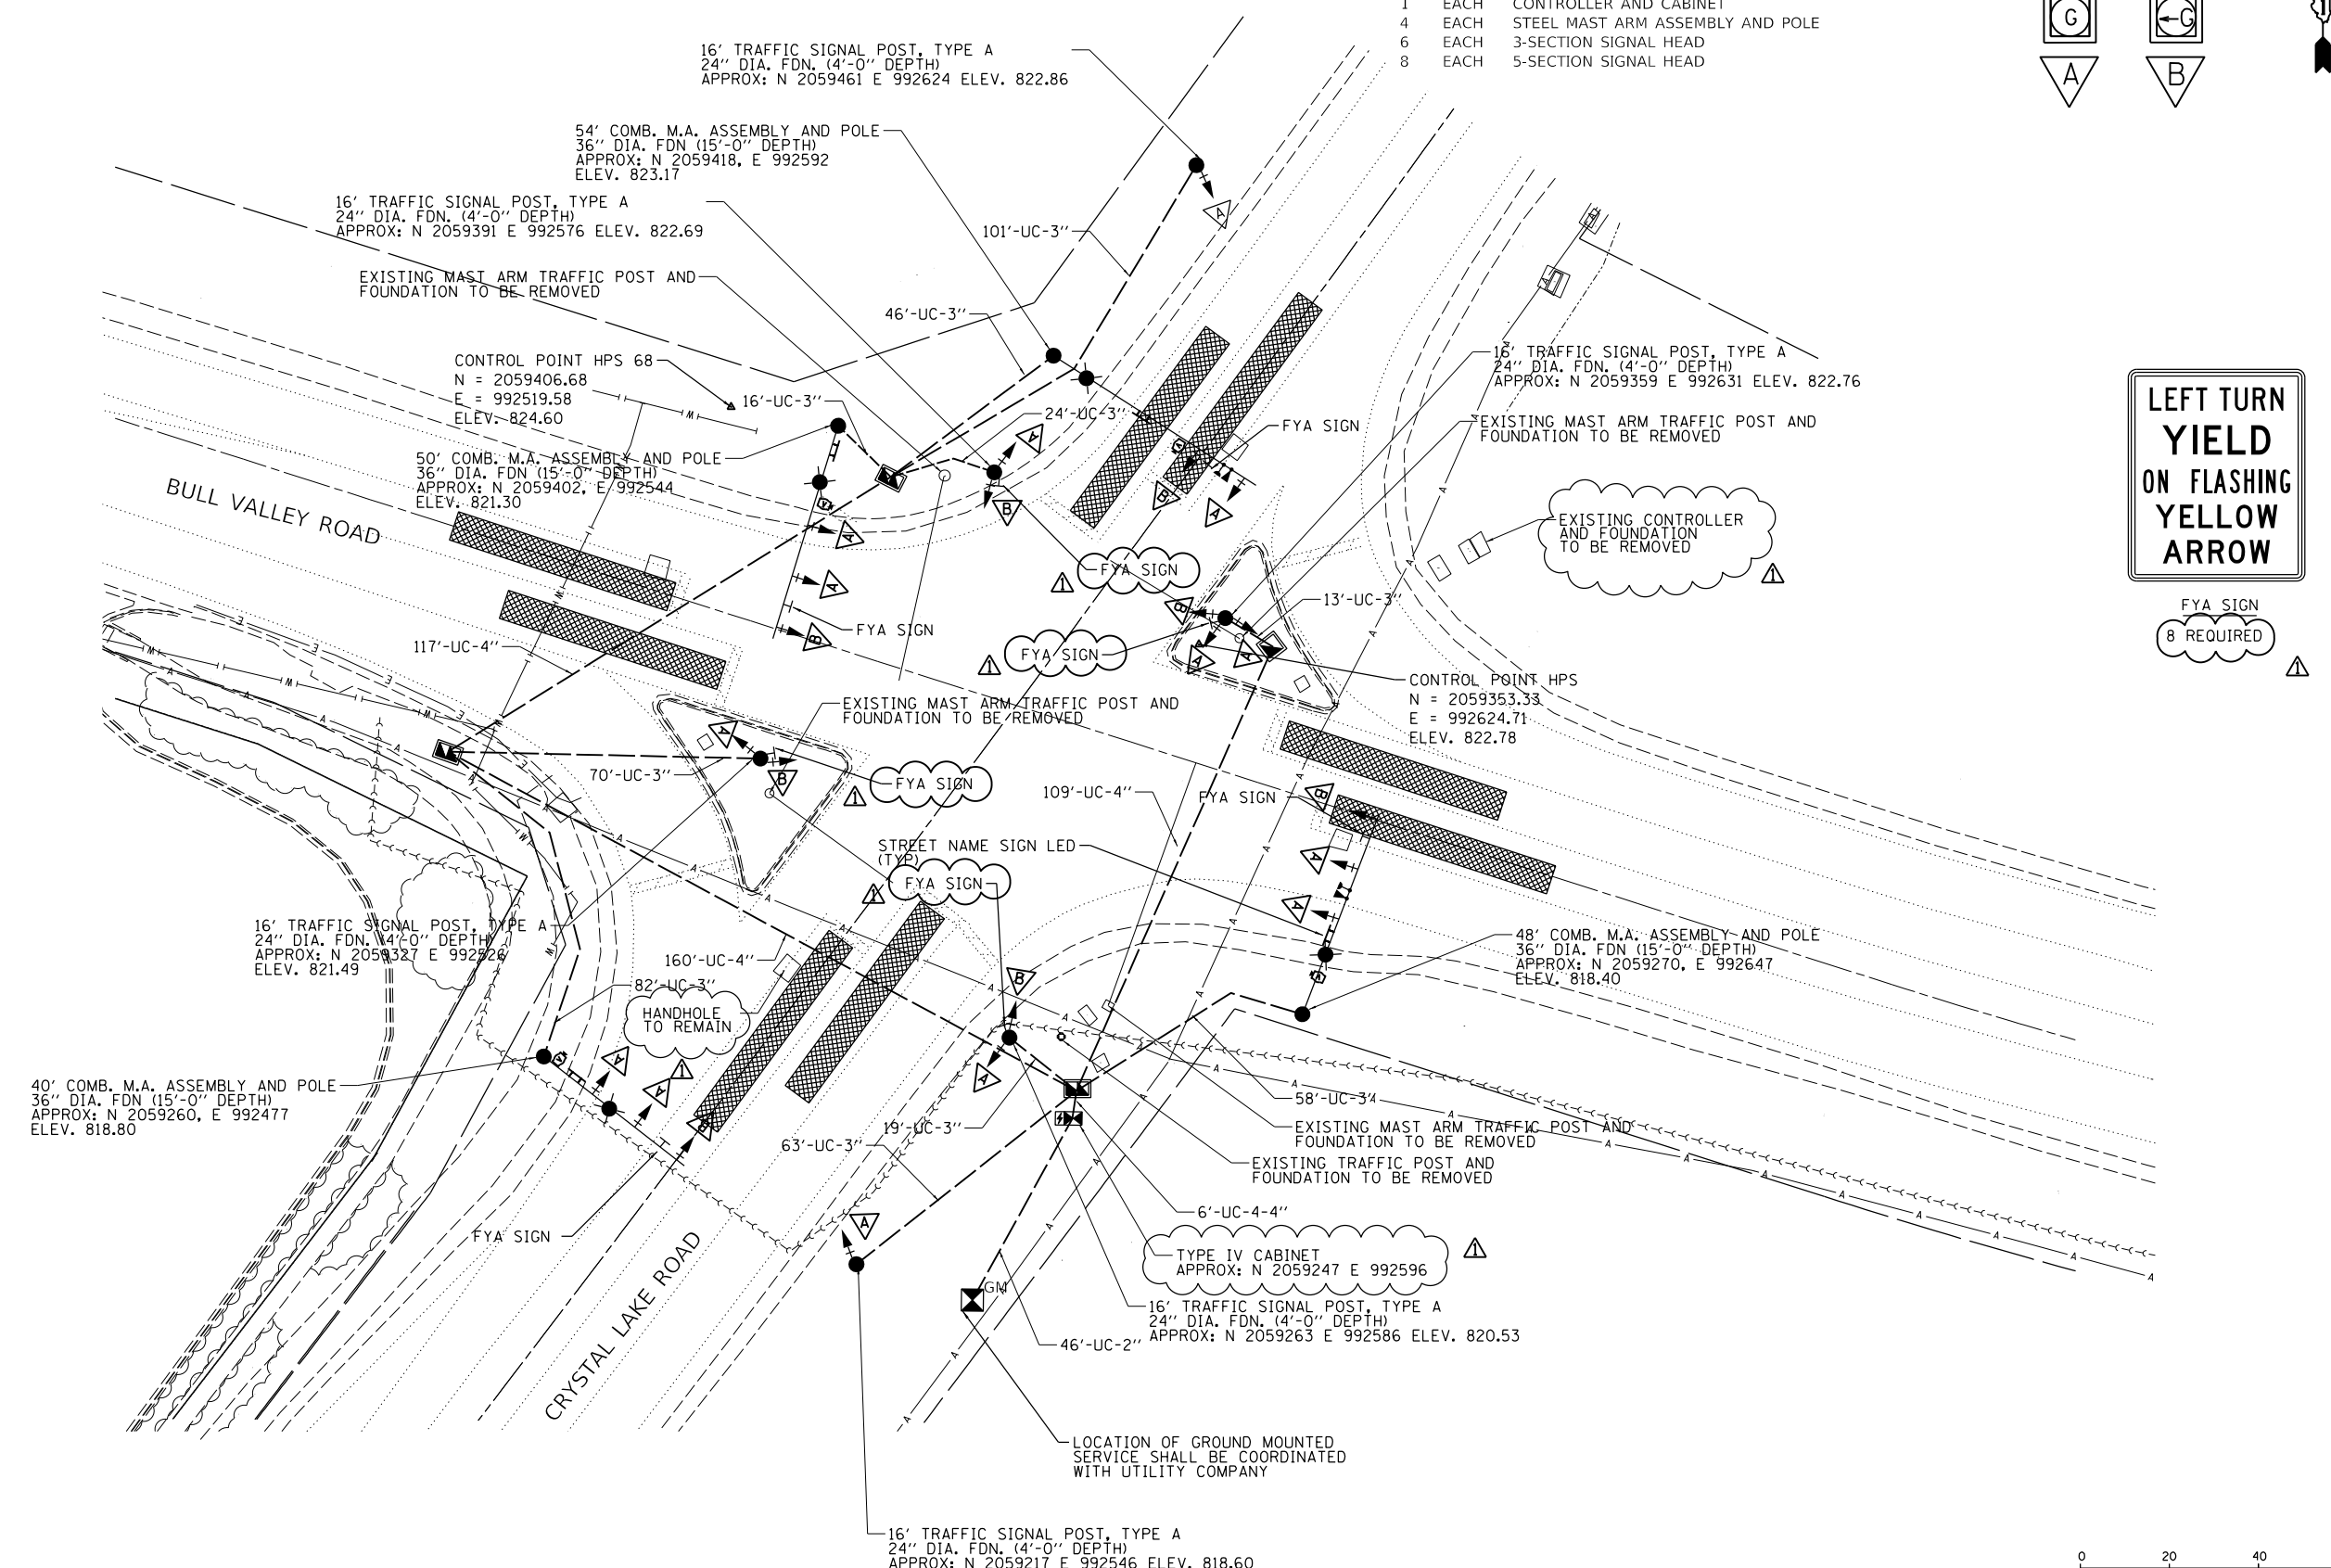 1 EACH CONTROLLER AND CABINET
4 EACH STEEL MAST ARM ASSEMBLY AND POLE
6 EACH 3-SECTION SIGNAL HEAD
8 EACH 5-SECTION SIGNAL HEAD
G
←G
A
B
16' TRAFFIC SIGNAL POST, TYPE A
24" DIA. FDN. (4'-0" DEPTH)
APPROX: N 2059461 E 992624 ELEV. 822.86
54' COMB. M.A. ASSEMBLY AND POLE
36" DIA. FDN (15'-0" DEPTH)
APPROX: N 2059418, E 992592
ELEV. 823.17
16' TRAFFIC SIGNAL POST, TYPE A
24" DIA. FDN. (4'-0" DEPTH)
APPROX: N 2059391 E 992576 ELEV. 822.69
101'-UC-3"
EXISTING MAST ARM TRAFFIC POST AND
FOUNDATION TO BE REMOVED
46'-UC-3"
CONTROL POINT HPS 68
N = 2059406.68
E = 992519.58
ELEV. 824.60
16'-UC-3"
24'-UC-3"
FYA SIGN
16' TRAFFIC SIGNAL POST, TYPE A
24" DIA. FDN. (4'-0" DEPTH)
APPROX: N 2059359 E 992631 ELEV. 822.76
EXISTING MAST ARM TRAFFIC POST AND
FOUNDATION TO BE REMOVED
LEFT TURN
YIELD
ON FLASHING
YELLOW
ARROW
FYA SIGN
8 REQUIRED
1
50' COMB. M.A. ASSEMBLY AND POLE
36" DIA. FDN (15'-0" DEPTH)
APPROX: N 2059402, E 992544
ELEV. 821.30
BULL VALLEY ROAD
EXISTING CONTROLLER
AND FOUNDATION
TO BE REMOVED
1
FYA SIGN
1
13'-UC-3"
FYA SIGN
FYA SIGN
1
117'-UC-4"
CONTROL POINT HPS
N = 2059353.33
E = 992624.71
ELEV. 822.78
EXISTING MAST ARM TRAFFIC POST AND
FOUNDATION TO BE REMOVED
70'-UC-3"
FYA SIGN
1
109'-UC-4"
FYA SIGN
STREET NAME SIGN LED
(TYP)
FYA SIGN
1
16' TRAFFIC SIGNAL POST, TYPE A
24" DIA. FDN. (4'-0" DEPTH)
APPROX: N 2059327 E 992526
ELEV. 821.49
160'-UC-4"
82'-UC-3"
HANDHOLE
TO REMAIN
1
48' COMB. M.A. ASSEMBLY AND POLE
36" DIA. FDN (15'-0" DEPTH)
APPROX: N 2059270, E 992647
ELEV. 818.40
40' COMB. M.A. ASSEMBLY AND POLE
36" DIA. FDN (15'-0" DEPTH)
APPROX: N 2059260, E 992477
ELEV. 818.80
58'-UC-3"
19'-UC-3"
EXISTING MAST ARM TRAFFIC POST AND
FOUNDATION TO BE REMOVED
63'-UC-3"
EXISTING TRAFFIC POST AND
FOUNDATION TO BE REMOVED
6'-UC-4-4"
FYA SIGN
TYPE IV CABINET
APPROX: N 2059247 E 992596
1
CRYSTAL LAKE ROAD
GM
16' TRAFFIC SIGNAL POST, TYPE A
24" DIA. FDN. (4'-0" DEPTH)
APPROX: N 2059263 E 992586 ELEV. 820.53
46'-UC-2"
LOCATION OF GROUND MOUNTED
SERVICE SHALL BE COORDINATED
WITH UTILITY COMPANY
16' TRAFFIC SIGNAL POST, TYPE A
24" DIA. FDN. (4'-0" DEPTH)
APPROX: N 2059217 E 992546 ELEV. 818.60
0 20 40